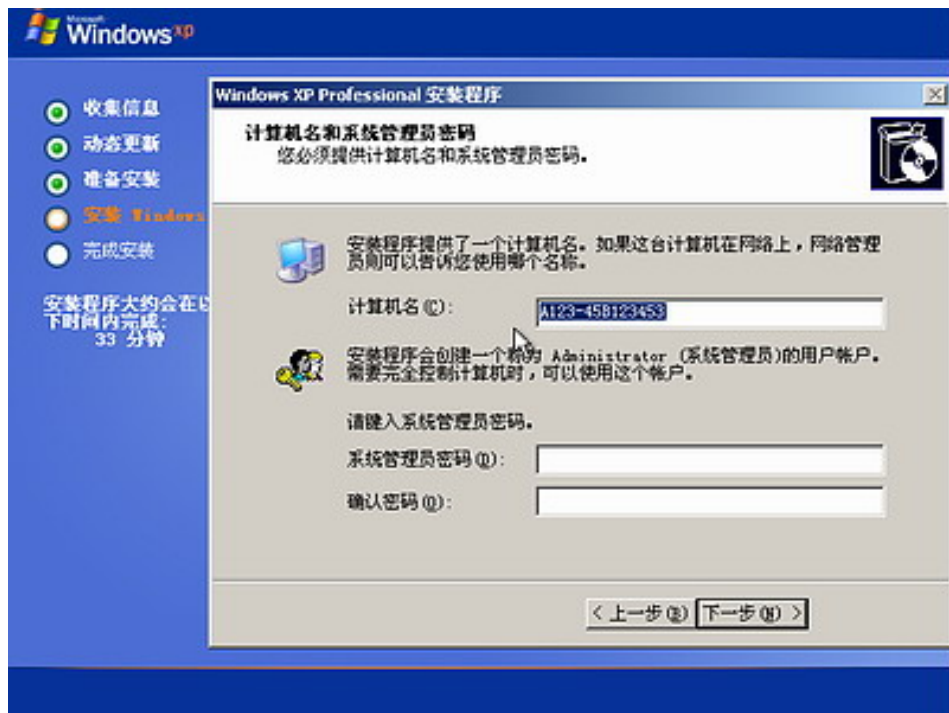 Microsoft
Windows xp
收集信息
动态更新
准备安装
安装 Windows
完成安装
安装程序大约会在以
下时间内完成:
33 分钟
Windows XP Professional 安装程序
计算机名和系统管理员密码
您必须提供计算机名和系统管理员密码。
安装程序提供了一个计算机名。如果这台计算机在网络上，网络管理
员则可以告诉您使用哪个名称。
计算机名(C):
A123-458123453
安装程序会创建一个称为 Administrator (系统管理员)的用户帐户。
需要完全控制计算机时，可以使用这个帐户。
请键入系统管理员密码。
系统管理员密码(D):
确认密码(O):
< 上一步(B)
下一步(N) >